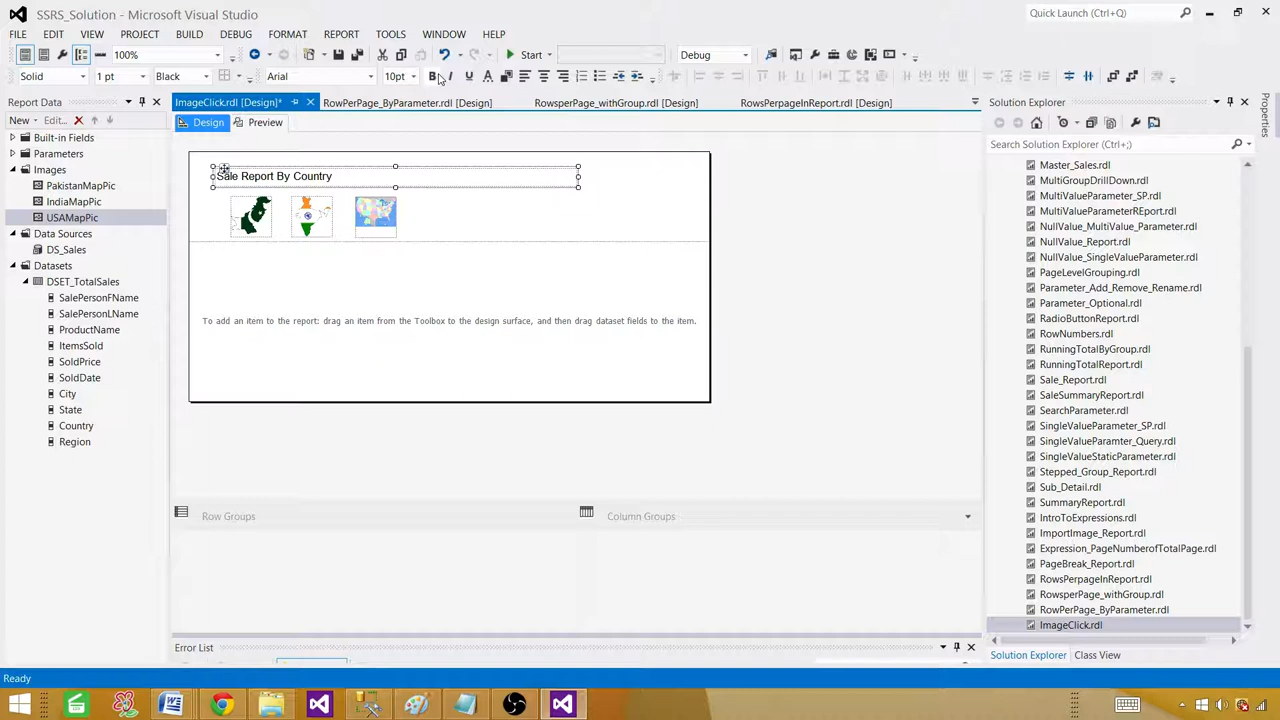 SSRS_Solution - Microsoft Visual Studio
Quick Launch (Ctrl+Q)
FILE EDIT VIEW PROJECT BUILD DEBUG FORMAT REPORT TOOLS WINDOW HELP
100% Start Debug
Solid 1 pt Black Arial 10pt B I U A
Report Data
ImageClick.rdl [Design]* RowPerPage_ByParameter.rdl [Design] RowsperPage_withGroup.rdl [Design] RowsPerpageInReport.rdl [Design]
Solution Explorer
Properties
New Edit...
Design Preview
Search Solution Explorer (Ctrl+;)
Built-in Fields
Parameters
Images
PakistanMapPic
IndiaMapPic
USAMapPic
Data Sources
DS_Sales
Datasets
DSET_TotalSales
SalePersonFName
SalePersonLName
ProductName
ItemsSold
SoldPrice
SoldDate
City
State
Country
Region
Sale Report By Country
To add an item to the report: drag an item from the Toolbox to the design surface, and then drag dataset fields to the item.
Row Groups
Column Groups
Error List
Master_Sales.rdl
MultiGroupDrillDown.rdl
MultiValueParameter_SP.rdl
MultiValueParameterREport.rdl
NullValue_MultiValue_Parameter.rdl
NullValue_Report.rdl
NullValue_SingleValueParameter.rdl
PageLevelGrouping.rdl
Parameter_Add_Remove_Rename.rdl
Parameter_Optional.rdl
RadioButtonReport.rdl
RowNumbers.rdl
RunningTotalByGroup.rdl
RunningTotalReport.rdl
Sale_Report.rdl
SaleSummaryReport.rdl
SearchParameter.rdl
SingleValueParameter_SP.rdl
SingleValueParamter_Query.rdl
SingleValueStaticParameter.rdl
Stepped_Group_Report.rdl
Sub_Detail.rdl
SummaryReport.rdl
IntroToExpressions.rdl
ImportImage_Report.rdl
Expression_PageNumberofTotalPage.rdl
PageBreak_Report.rdl
RowsPerpageInReport.rdl
RowsperPage_withGroup.rdl
RowPerPage_ByParameter.rdl
ImageClick.rdl
Solution Explorer Class View
Ready